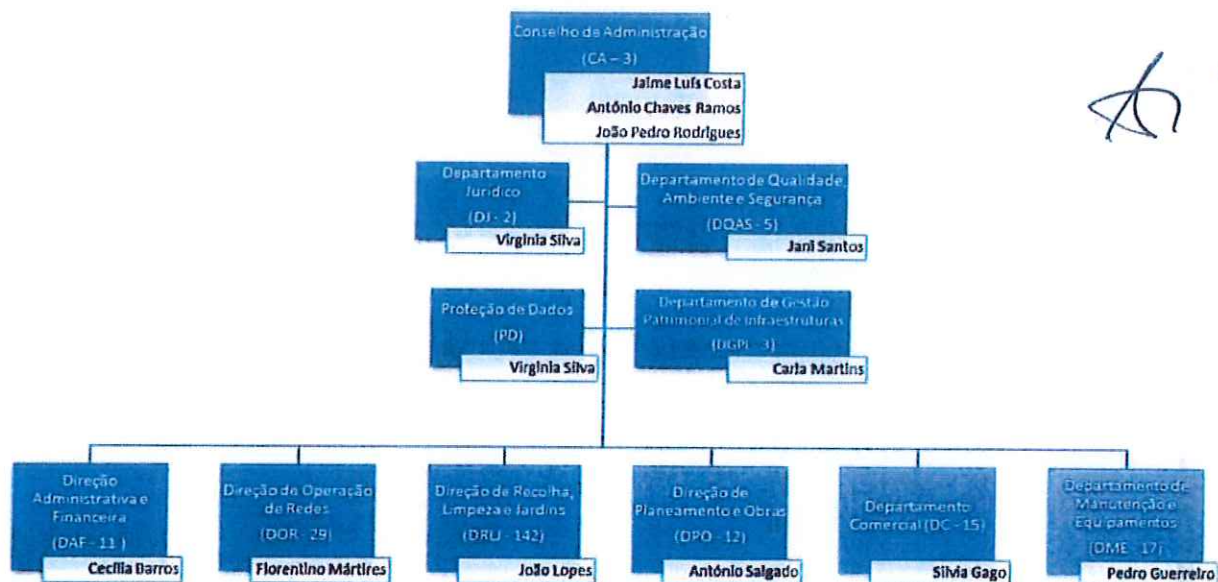 Conselho de Administração
(CA – 3)
Jaime Luís Costa
António Chaves Ramos
João Pedro Rodrigues
Departamento
Jurídico
(DJ - 2)
Virginia Silva
Departamento de Qualidade,
Ambiente e Segurança
(DQAS - 5)
Jani Santos
Proteção de Dados
(PD)
Virginia Silva
Departamento de Gestão
Patrimonial de Infraestruturas
(DGPI - 3)
Carla Martins
Direção
Administrativa e
Financeira
(DAF - 11 )
Cecília Barros
Direção de Operação
de Redes
(DOR - 29)
Florentino Mártires
Direção de Recolha,
Limpeza e Jardins
(DRLJ - 142)
João Lopes
Direção de
Planeamento e Obras
(DPO - 12)
António Salgado
Departamento
Comercial (DC - 15)
Silvia Gago
Departamento de
Manutenção e
Equipamentos
(DME - 17)
Pedro Guerreiro